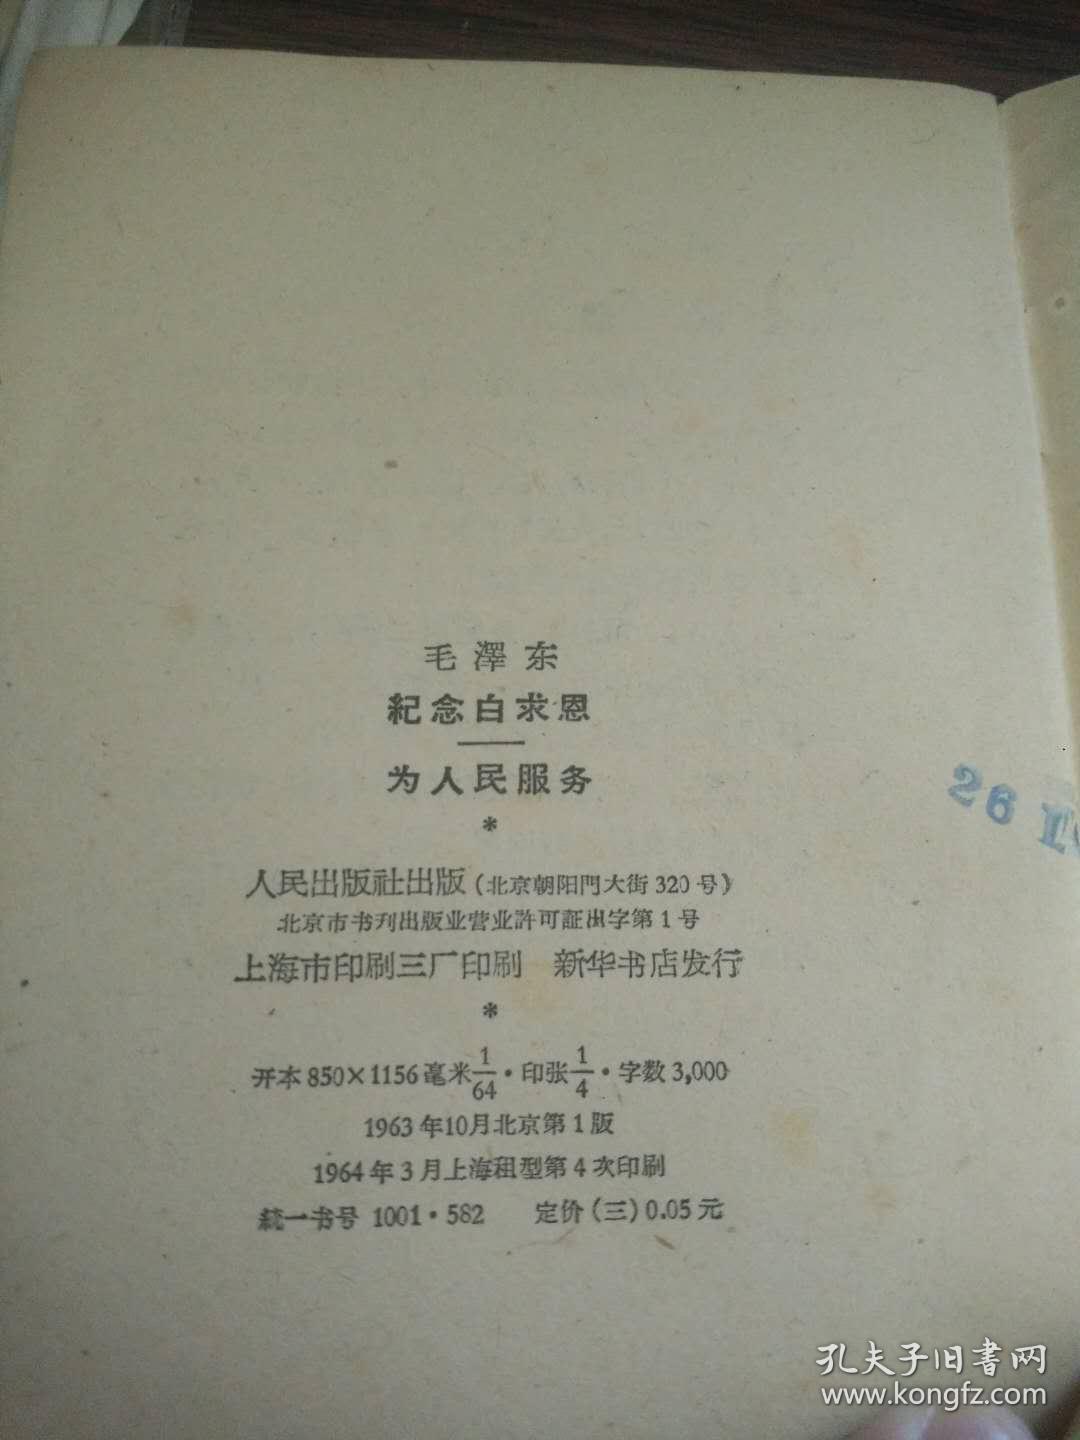 毛澤东
紀念白求恩
为人民服务
*
人民出版社出版(北京朝阳門大街320号)
北京市书刊出版业营业許可証出字第1号
上海市印刷三厂印刷 新华书店发行
*
开本850×1156毫米1/64·印张1/4·字数3,000
1963年10月北京第1版
1964年3月上海租型第4次印刷
統一书号 1001·582 定价(三)0.05元
26
孔夫子旧書网
www.kongfz.com